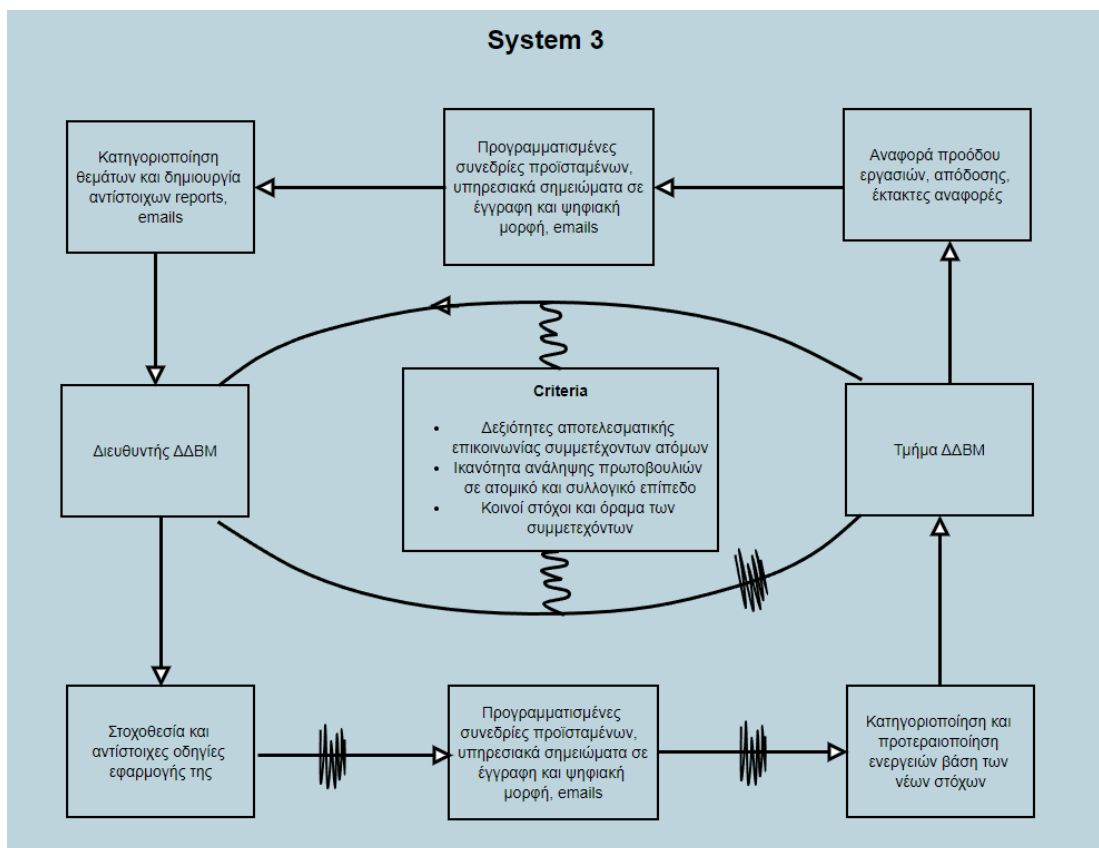 System 3
Κατηγοριοποίηση
θεμάτων και δημιουργία
αντίστοιχων reports,
emails
Προγραμματισμένες
συνεδρίες προϊσταμένων,
υπηρεσιακά σημειώματα σε
έγγραφη και ψηφιακή
μορφή, emails
Αναφορά προόδου
εργασιών, απόδοσης,
έκτακτες αναφορές
Διευθυντής ΔΔΒΜ
Criteria
• Δεξιότητες αποτελεσματικής
επικοινωνίας συμμετέχοντων ατόμων
• Ικανότητα ανάληψης πρωτοβουλιών
σε ατομικό και συλλογικό επίπεδο
• Κοινοί στόχοι και όραμα των
συμμετεχόντων
Τμήμα ΔΔΒΜ
Στοχοθεσία και
αντίστοιχες οδηγίες
εφαρμογής της
Προγραμματισμένες
συνεδρίες προϊσταμένων,
υπηρεσιακά σημειώματα σε
έγγραφη και ψηφιακή
μορφή, emails
Κατηγοριοποίηση και
προτεραιοποίηση
ενεργειών βάση των
νέων στόχων